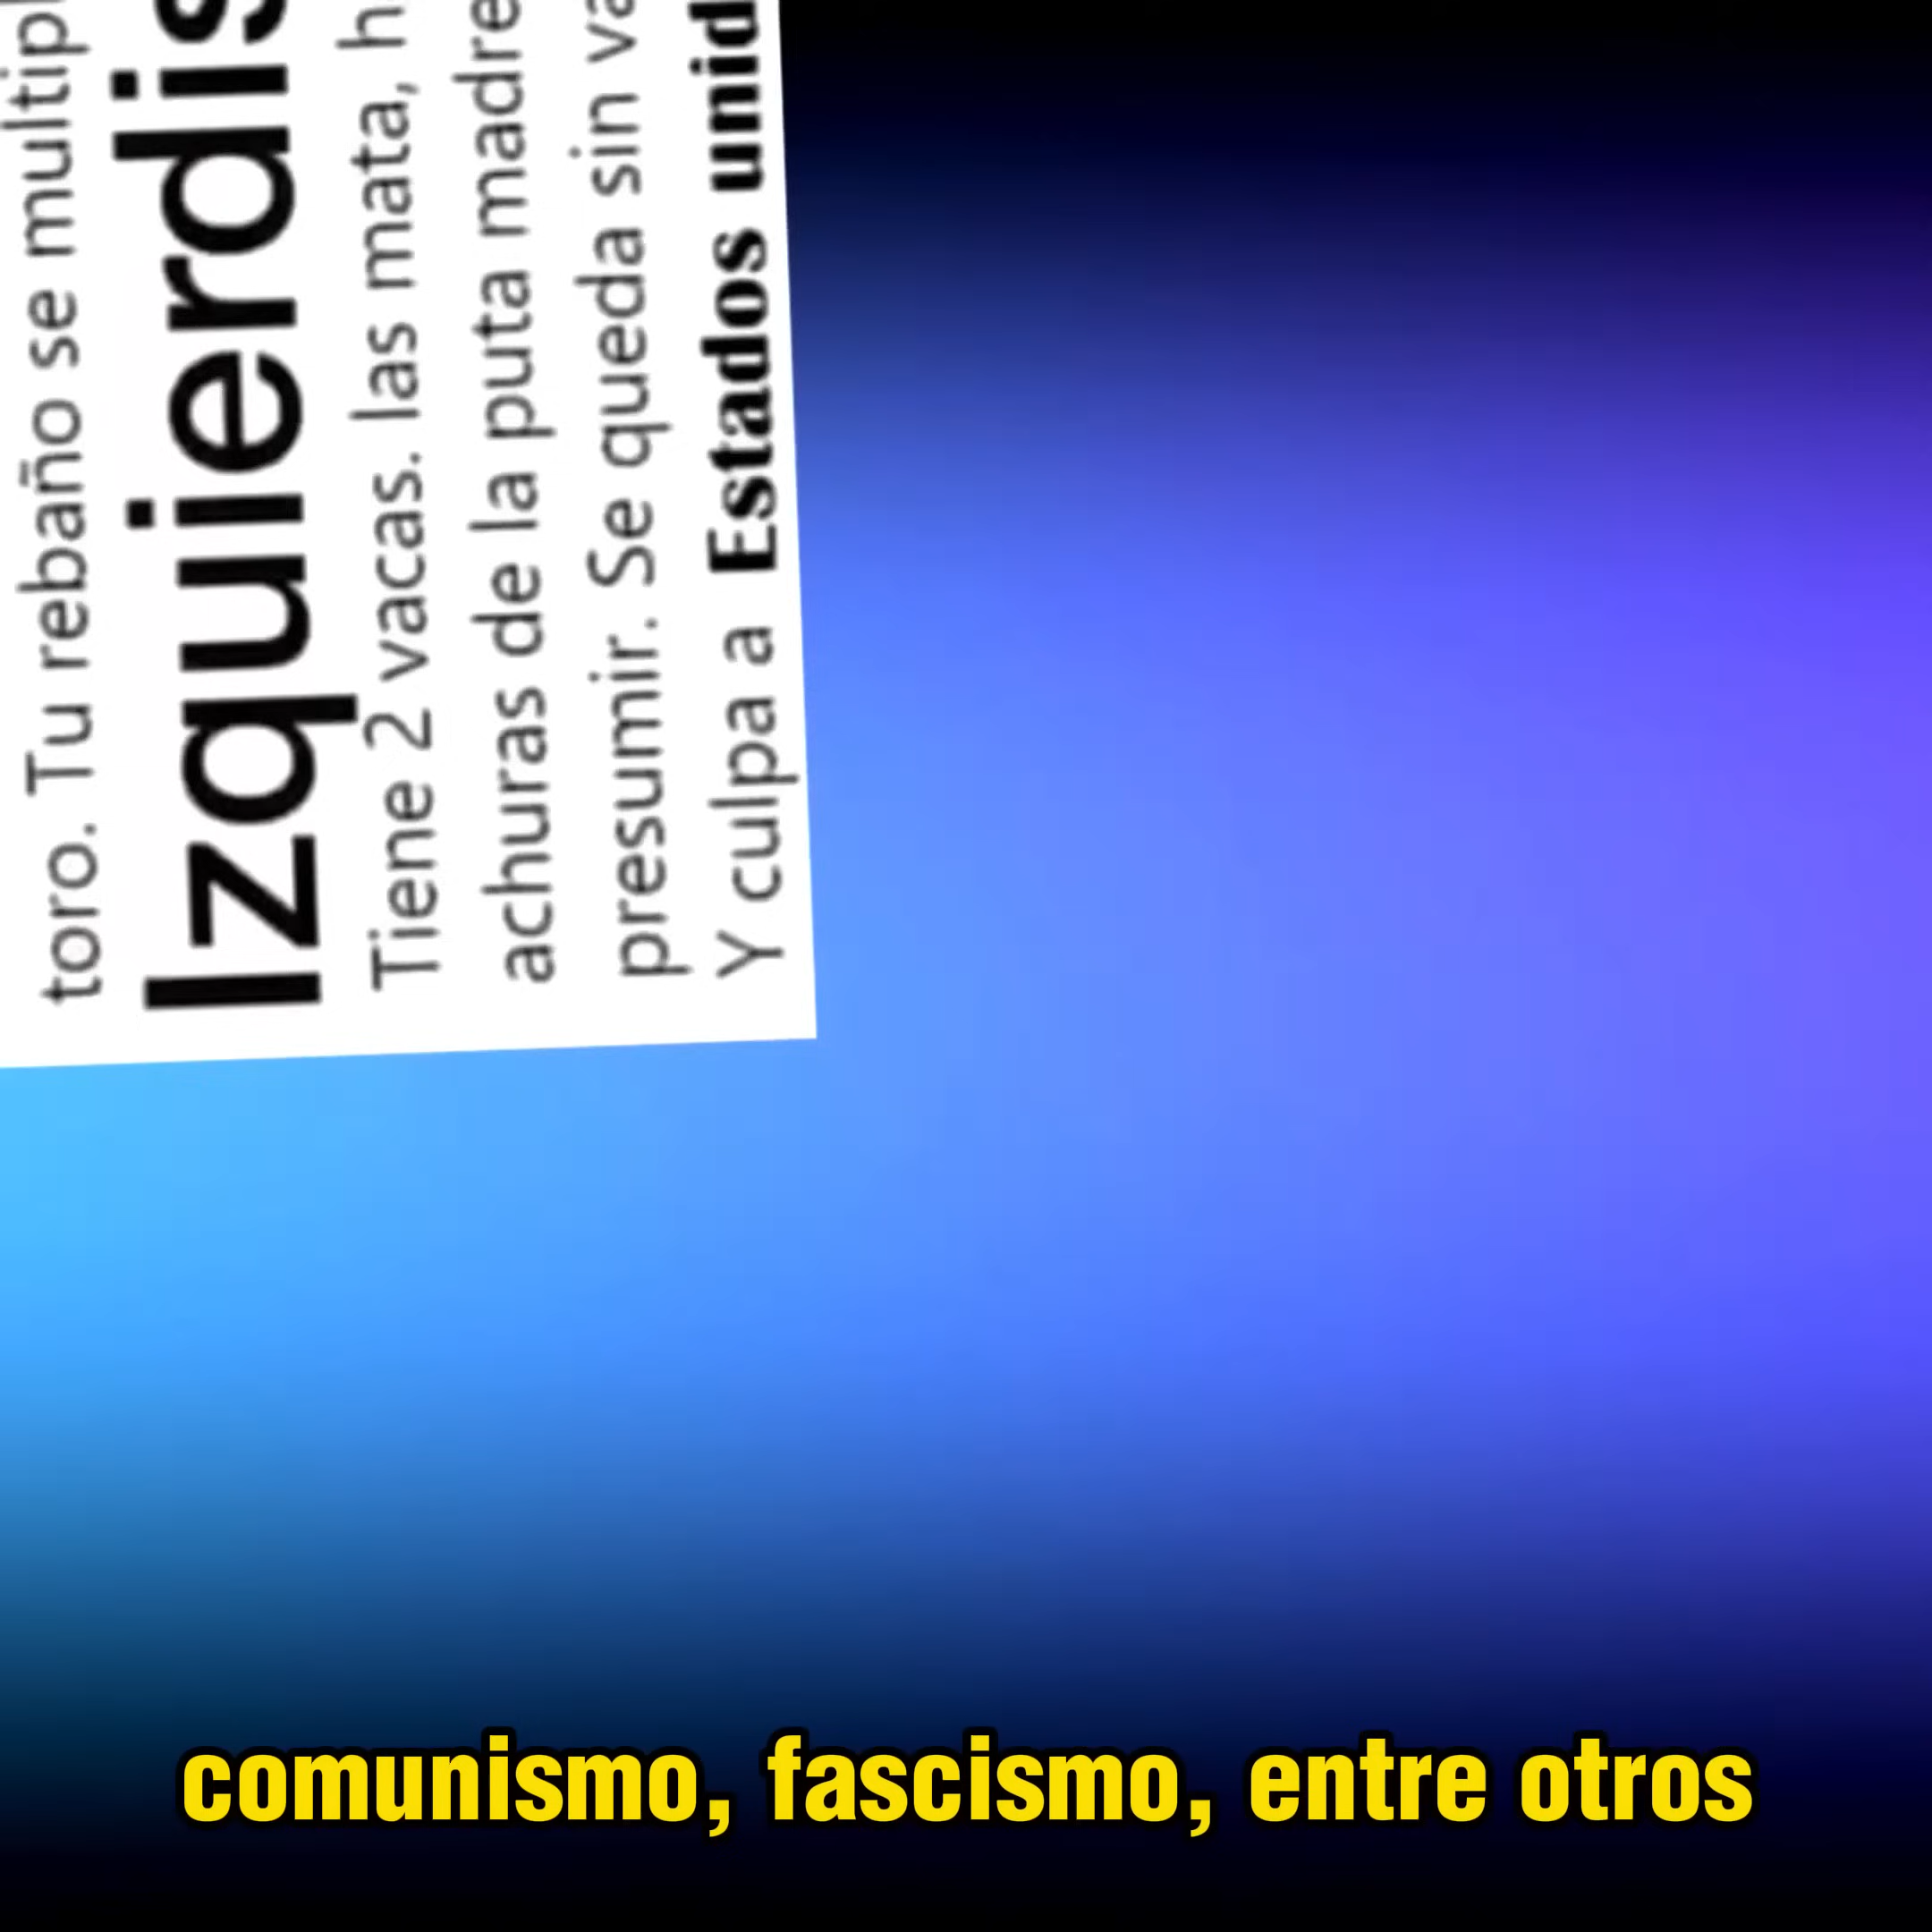 toro. Tu rebaño se multipl
Izquierdis
Tiene 2 vacas. las mata, h
achuras de la puta madre
presumir. Se queda sin va
Y culpa a Estados unid
comunismo, fascismo, entre otros